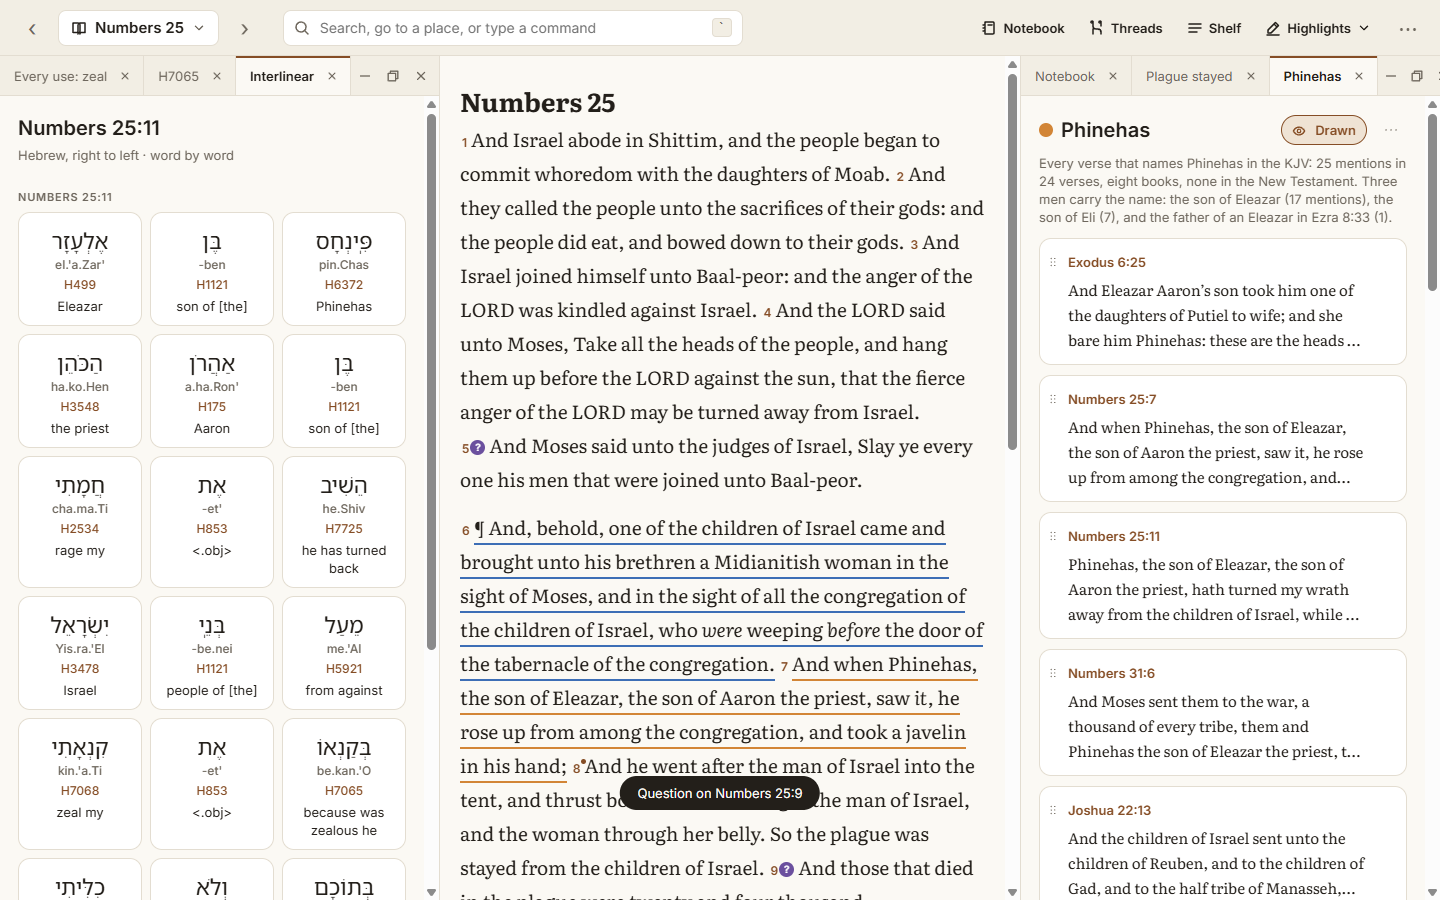 Numbers 25
Search, go to a place, or type a command
`
Notebook
Threads
Shelf
Highlights
Every use: zeal
H7065
Interlinear
Numbers 25:11
Hebrew, right to left · word by word
NUMBERS 25:11
אֶלְעָזָר
בֶּן
פִּינְחָס
el.'a.Zar'
-ben
pin.Chas
H499
H1121
H6372
Eleazar
son of [the]
Phinehas
הַכֹּהֵן
אַהֲרֹן
בֶּן
ha.ko.Hen
a.ha.Ron'
-ben
H3548
H175
H1121
the priest
Aaron
son of [the]
חֲמָתִי
אֶת
הֵשִׁיב
cha.ma.Ti
-et'
he.Shiv
H2534
H853
H7725
rage my
<.obj>
he has turned back
יִשְׂרָאֵל
בְּנֵי
מֵעַל
Yis.ra.'El
-be.nei
me.'Al
H3478
H1121
H5921
Israel
people of [the]
from against
קִנְאָתִי
אֶת
בְּקַנְאוֹ
kin.'a.Ti
-et'
be.kan.'O
H7068
H853
H7065
zeal my
<.obj>
because was zealous he
כִלִּיתִי
וְלֹא
בְּתוֹכָם
Numbers 25
1 And Israel abode in Shittim, and the people began to
commit whoredom with the daughters of Moab. 2 And
they called the people unto the sacrifices of their gods: and
the people did eat, and bowed down to their gods. 3 And
Israel joined himself unto Baal-peor: and the anger of the
LORD was kindled against Israel. 4 And the LORD said
unto Moses, Take all the heads of the people, and hang
them up before the LORD against the sun, that the fierce
anger of the LORD may be turned away from Israel.
5 ? And Moses said unto the judges of Israel, Slay ye every
one his men that were joined unto Baal-peor.
6 ¶ And, behold, one of the children of Israel came and
brought unto his brethren a Midianitish woman in the
sight of Moses, and in the sight of all the congregation of
the children of Israel, who were weeping before the door of
the tabernacle of the congregation. 7 And when Phinehas,
the son of Eleazar, the son of Aaron the priest, saw it, he
rose up from among the congregation, and took a javelin
in his hand; 8 And he went after the man of Israel into the
tent, and thrust the man of Israel,
Question on Numbers 25:9
and the woman through her belly. So the plague was
stayed from the children of Israel. 9 ? And those that died
in the plague were twenty and four thousand.
Notebook
Plague stayed
Phinehas
Phinehas
Drawn
Every verse that names Phinehas in the KJV: 25 mentions in
24 verses, eight books, none in the New Testament. Three
men carry the name: the son of Eleazar (17 mentions), the
son of Eli (7), and the father of an Eleazar in Ezra 8:33 (1).
Exodus 6:25
And Eleazar Aaron's son took him one of
the daughters of Putiel to wife; and she
bare him Phinehas: these are the heads ...
Numbers 25:7
And when Phinehas, the son of Eleazar,
the son of Aaron the priest, saw it, he rose
up from among the congregation, and...
Numbers 25:11
Phinehas, the son of Eleazar, the son of
Aaron the priest, hath turned my wrath
away from the children of Israel, while ...
Numbers 31:6
And Moses sent them to the war, a
thousand of every tribe, them and
Phinehas the son of Eleazar the priest, t...
Joshua 22:13
And the children of Israel sent unto the
children of Reuben, and to the children of
Gad, and to the half tribe of Manasseh,...